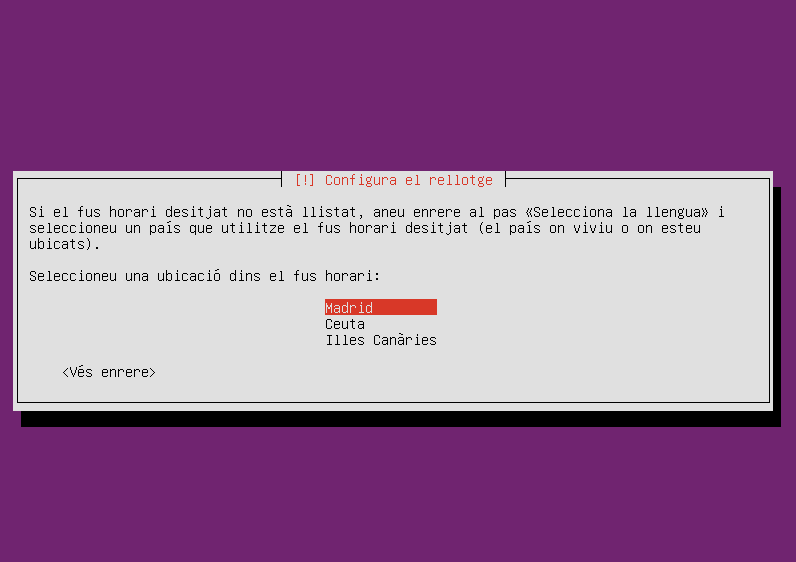 [!] Configura el rellotge
Si el fus horari desitjat no està llistat, aneu enrere al pas «Selecciona la llengua» i
seleccioneu un país que utilitze el fus horari desitjat (el país on viviu o on esteu
ubicats).
Seleccioneu una ubicació dins el fus horari:
Madrid
Ceuta
Illes Canàries
<Vés enrere>